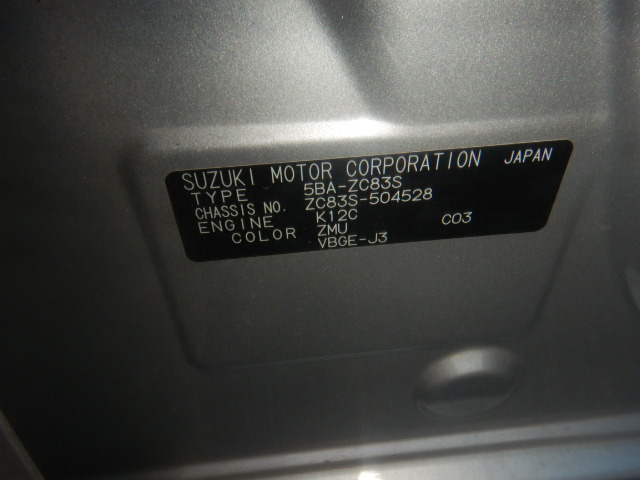 SUZUKI MOTOR CORPORATION JAPAN
TYPE 5BA-ZC83S
CHASSIS NO. ZC83S-504528
ENGINE K12C C03
COLOR ZMU
VBGE-J3